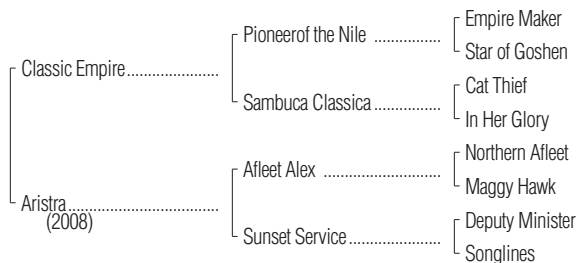 Empire Maker
Pioneerof the Nile ..................
Star of Goshen
Classic Empire.......................
Cat Thief
Sambuca Classica .................
In Her Glory
Northern Afleet
Afleet Alex ..............................
Maggy Hawk
Aristra......................................
(2008)
Deputy Minister
Sunset Service.......................
Songlines